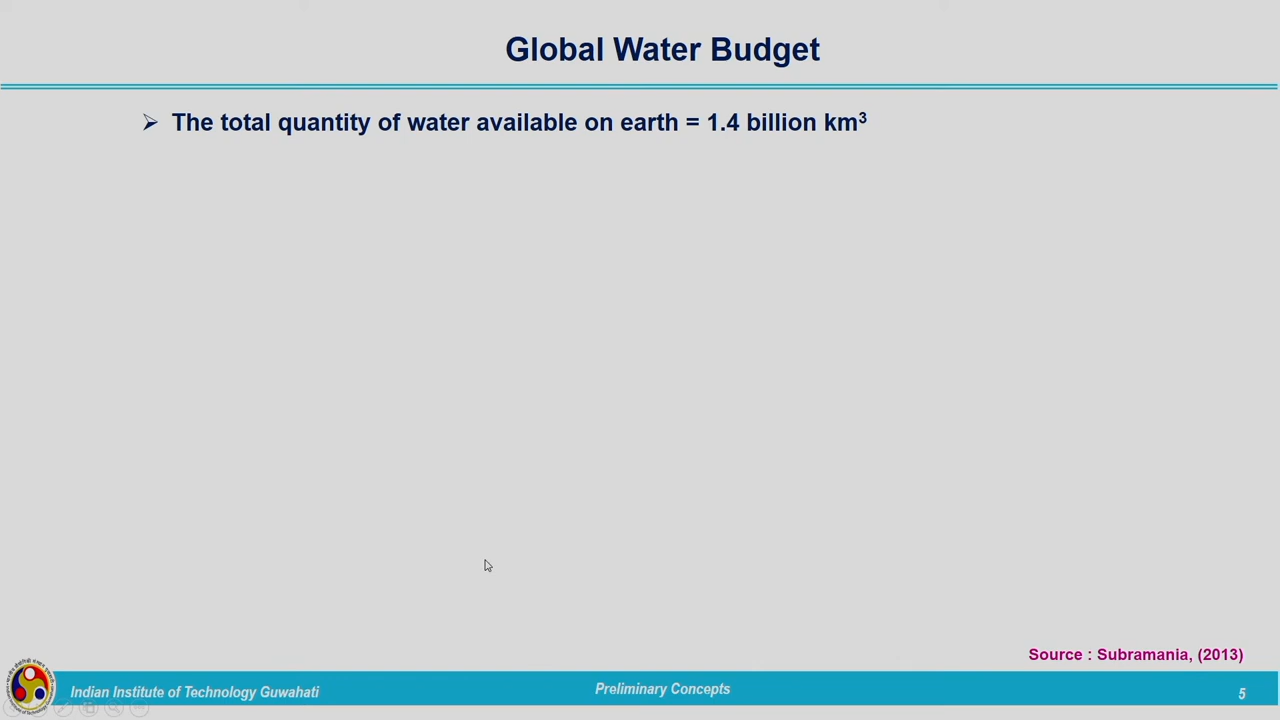 Global Water Budget
➢ The total quantity of water available on earth = 1.4 billion km³
Source : Subramania, (2013)
Indian Institute of Technology Guwahati
Preliminary Concepts
5